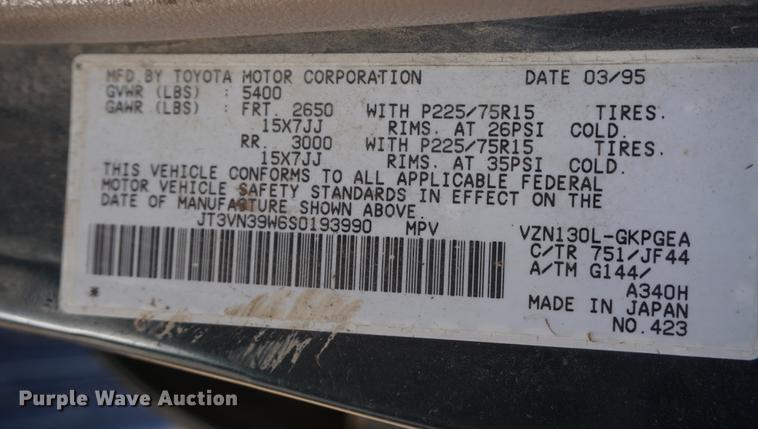 MFD.BY TOYOTA MOTOR CORPORATION DATE 03/95
GVWR (LBS) : 5400
GAWR (LBS) : FRT. 2650 WITH P225/75R15 TIRES.
15X7JJ RIMS. AT 26PSI COLD.
RR. 3000 WITH P225/75R15 TIRES.
15X7JJ RIMS. AT 35PSI COLD.
THIS VEHICLE CONFORMS TO ALL APPLICABLE FEDERAL
MOTOR VEHICLE SAFETY STANDARDS IN EFFECT ON THE
DATE OF MANUFACTURE SHOWN ABOVE.
JT3VN39W6S0193990 MPV VZN130L-GKPGEA
C/TR 751/JF44
A/TM G144/
A340H
MADE IN JAPAN
NO.423
Purple Wave Auction